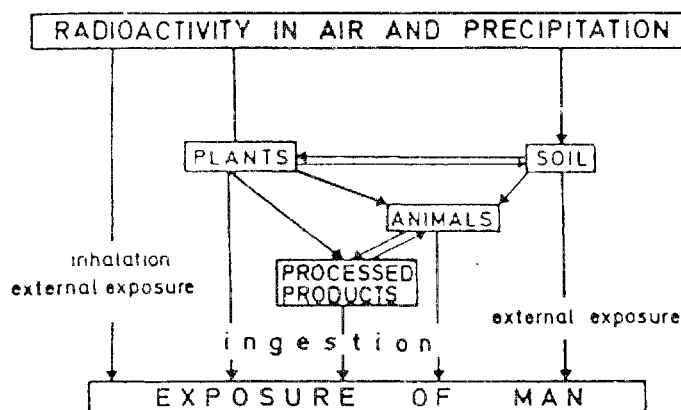 RADIOACTIVITY IN AIR AND PRECIPITATION
PLANTS
SOIL
ANIMALS
inhalation
external exposure
PROCESSED
PRODUCTS
external exposure
ingestion
EXPOSURE OF MAN